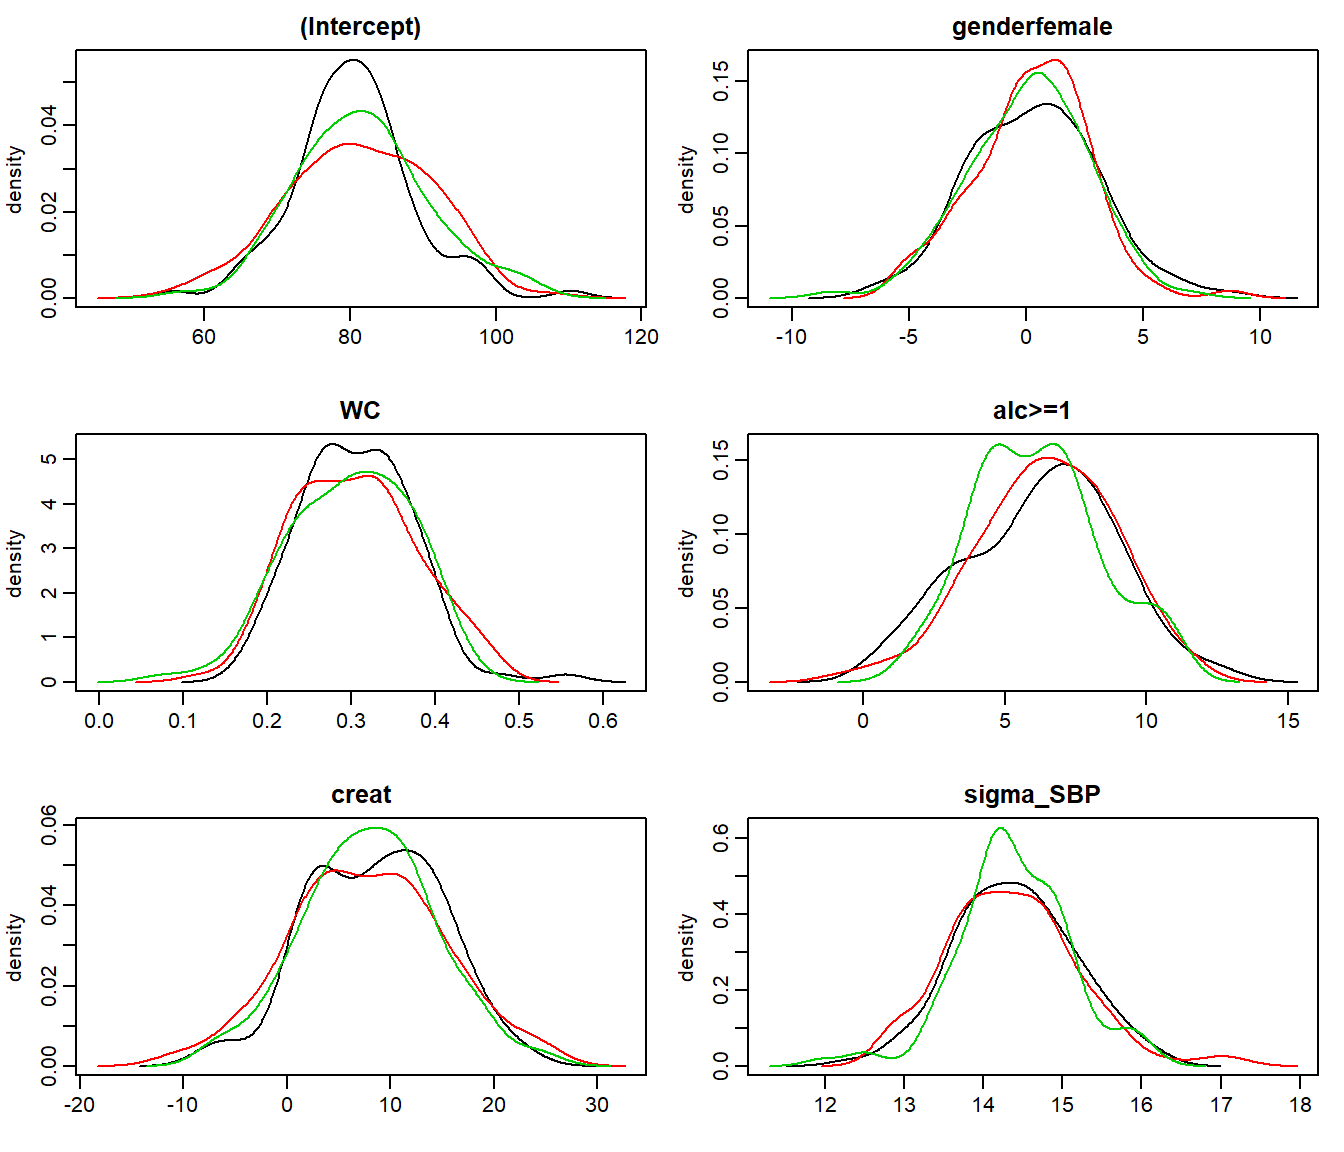 (Intercept)
density
0.00 0.02 0.04
60 80 100 120
genderfemale
density
0.00 0.05 0.10 0.15
-10 -5 0 5 10
WC
density
0 1 2 3 4 5
0.0 0.1 0.2 0.3 0.4 0.5 0.6
alc>=1
density
0.00 0.05 0.10 0.15
0 5 10 15
creat
density
0.00 0.02 0.04 0.06
-20 -10 0 10 20 30
sigma_SBP
density
0.0 0.2 0.4 0.6
12 13 14 15 16 17 18